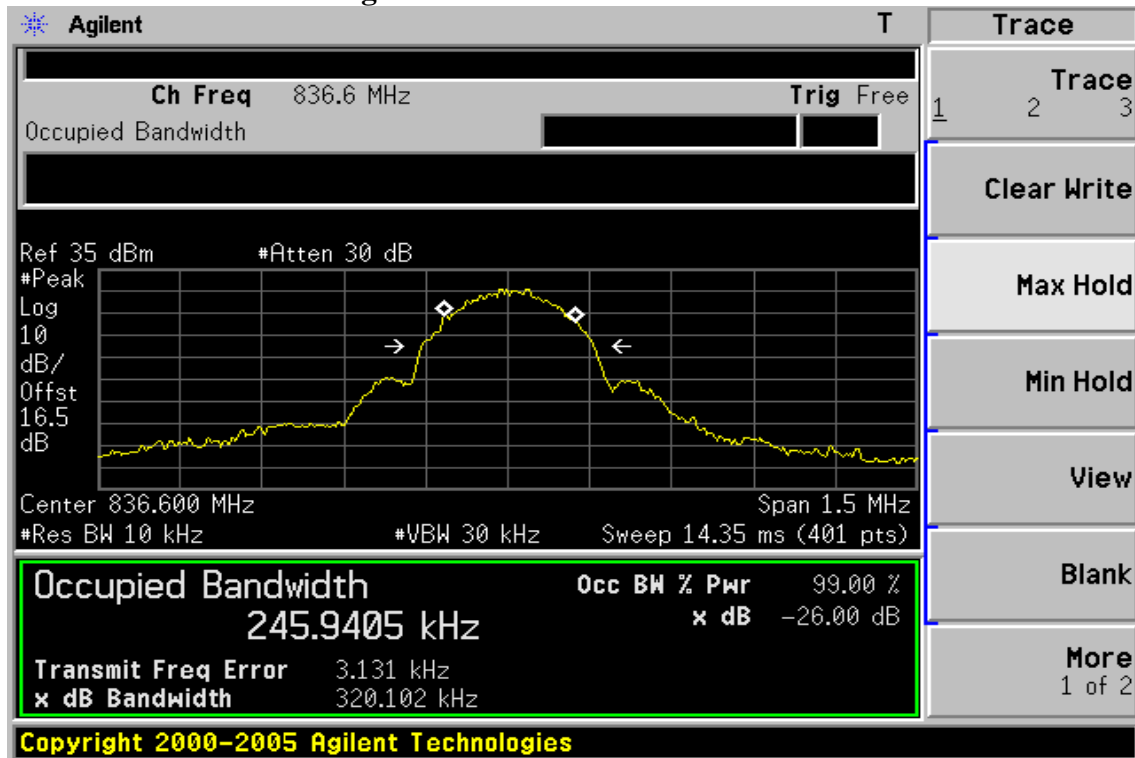 Agilent T Trace
Ch Freq 836.6 MHz Trig Free
Occupied Bandwidth
Trace
1 2 3
Clear Write
Ref 35 dBm #Atten 30 dB
#Peak
Log
10
dB/
Offst
16.5
dB
Max Hold
Min Hold
View
Center 836.600 MHz Span 1.5 MHz
#Res BW 10 kHz #VBW 30 kHz Sweep 14.35 ms (401 pts)
Occupied Bandwidth
245.9405 kHz
Occ BW % Pwr 99.00 %
x dB -26.00 dB
Transmit Freq Error 3.131 kHz
x dB Bandwidth 320.102 kHz
Blank
More
1 of 2
Copyright 2000-2005 Agilent Technologies